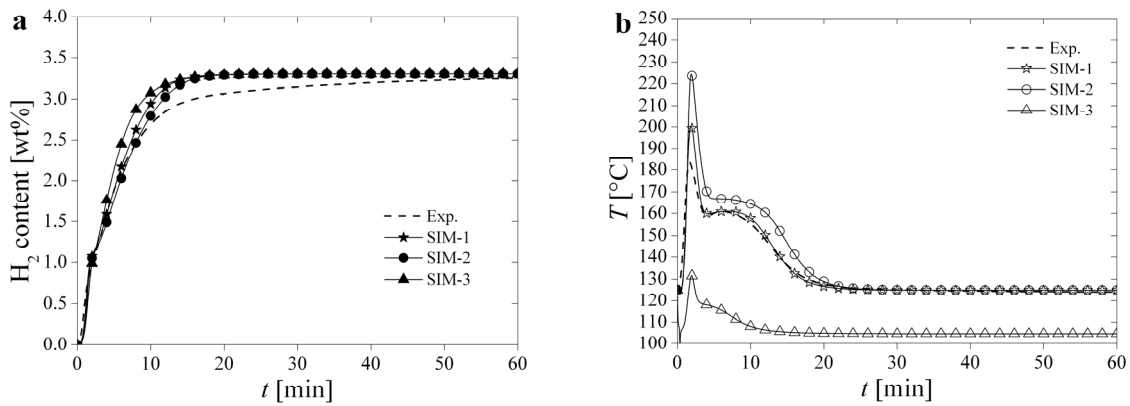 a
H2 content [wt%]
4.0
3.5
3.0
2.5
2.0
1.5
1.0
0.5
0.0
Exp.
SIM-1
SIM-2
SIM-3
0 10 20 30 40 50 60
t [min]
b
T [°C]
250
240
230
220
210
200
190
180
170
160
150
140
130
120
110
100
Exp.
SIM-1
SIM-2
SIM-3
0 10 20 30 40 50 60
t [min]